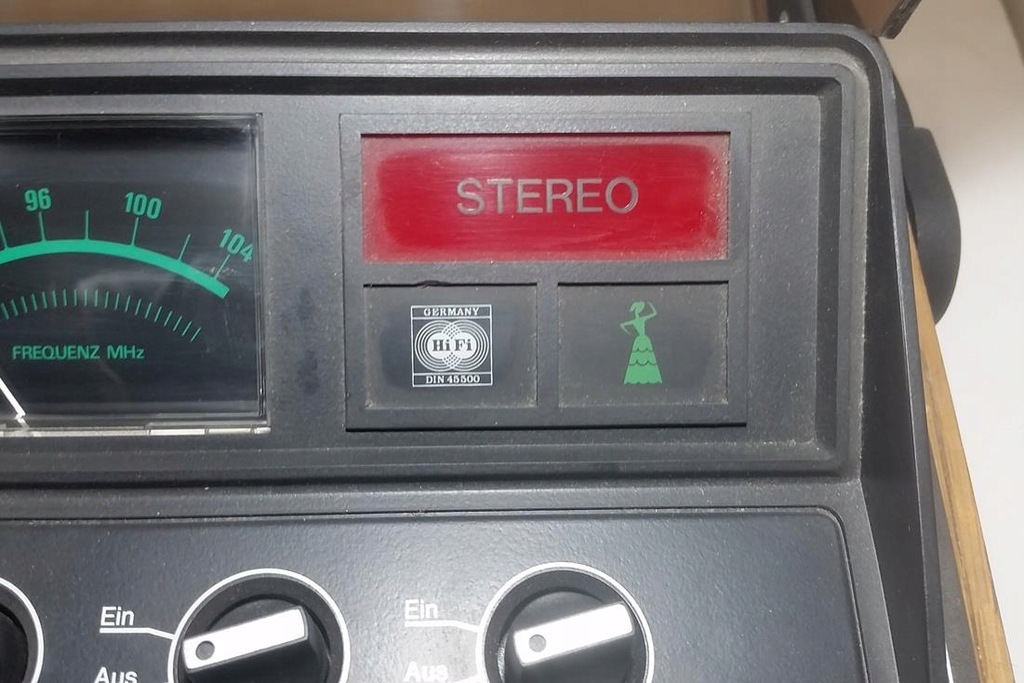 96
100
104
FREQUENZ MHz
STEREO
GERMANY
Hi Fi
DIN 45500
Ein
Aus
Ein
Aus